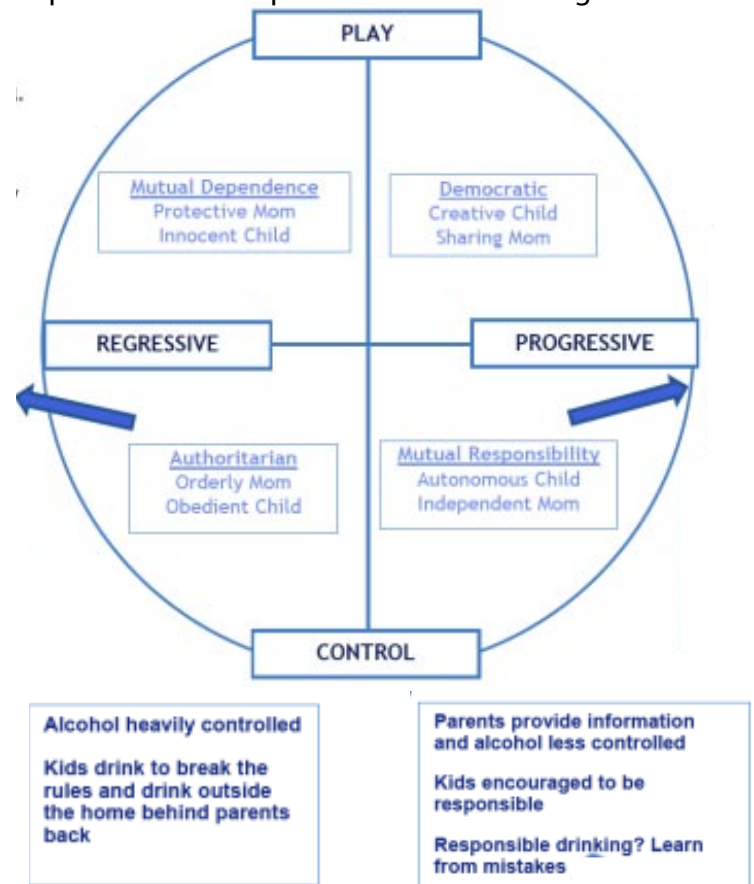 PLAY
Mutual Dependence
Protective Mom
Innocent Child
Democratic
Creative Child
Sharing Mom
REGRESSIVE
PROGRESSIVE
Authoritarian
Orderly Mom
Obedient Child
Mutual Responsibility
Autonomous Child
Independent Mom
CONTROL
Alcohol heavily controlled
Kids drink to break the
rules and drink outside
the home behind parents
back
Parents provide information
and alcohol less controlled
Kids encouraged to be
responsible
Responsible drinking? Learn
from mistakes